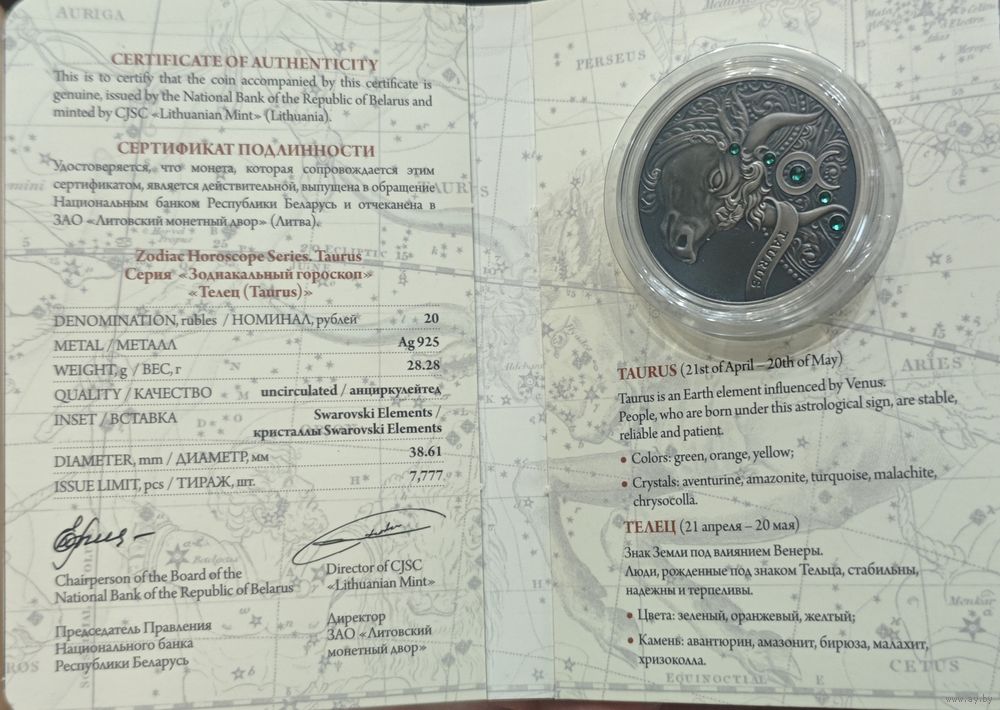 AURIGA
CERTIFICATE OF AUTHENTICITY
This is to certify that the coin accompanied by this certificate is
genuine, issued by the National Bank of the Republic of Belarus and
minted by CJSC «Lithuanian Mint» (Lithuania).
СЕРТИФИКАТ ПОДЛИННОСТИ
Удостоверяется, что монета, которая сопровождается этим
сертификатом, является действительной, выпущена в обращение
Национальным банком Республики Беларусь и отчеканена в
ЗАО «Литовский монетный двор» (Литва).
Zodiac Horoscope Series. Taurus
Серия «Зодиакальный гороскоп»
«Телец (Taurus)»
DENOMINATION, rubles / НОМИНАЛ, рублей 20
METAL / МЕТАЛЛ Ag 925
WEIGHT, g / ВЕС, г 28.28
QUALITY / КАЧЕСТВО uncirculated / анциркулейтед
INSET / ВСТАВКА Swarovski Elements /
кристаллы Swarovski Elements
DIAMETER, mm / ДИАМЕТР, мм 38.61
ISSUE LIMIT, pcs / ТИРАЖ, шт. 7,777
Chairperson of the Board of the
National Bank of the Republic of Belarus
Председатель Правления
Национального банка
Республики Беларусь
Director of CJSC
«Lithuanian Mint»
Директор
ЗАО «Литовский
монетный двор»
PERSEUS
TAURUS
ARIES
TAURUS (21st of April – 20th of May)
Taurus is an Earth element influenced by Venus.
People, who are born under this astrological sign, are stable,
reliable and patient.
• Colors: green, orange, yellow;
• Crystals: aventurine, amazonite, turquoise, malachite,
chrysocolla.
ТЕЛЕЦ (21 апреля – 20 мая)
Знак Земли под влиянием Венеры.
Люди, рожденные под знаком Тельца, стабильны,
надежны и терпеливы.
• Цвета: зеленый, оранжевый, желтый;
• Камень: авантюрин, амазонит, бирюза, малахит,
хризоколла.
Menkar
CETUS
EQUINOCTIAL
www.ay.by